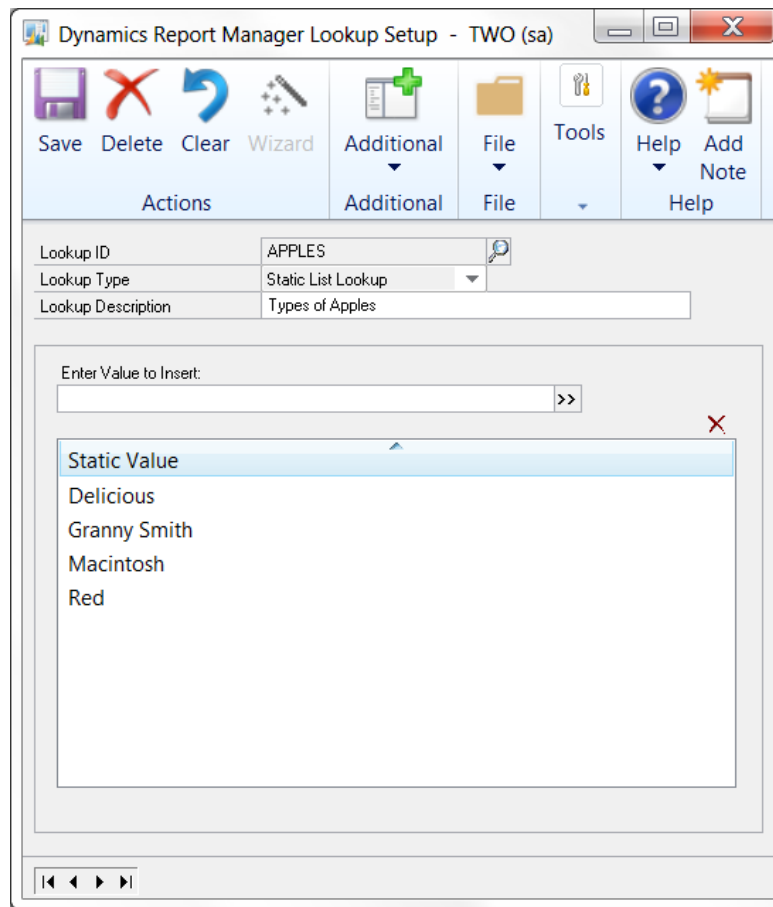 Dynamics Report Manager Lookup Setup - TWO (sa)
Save Delete Clear Wizard Additional File Tools Help Add Note
Actions Additional File Help
Lookup ID APPLES
Lookup Type Static List Lookup
Lookup Description Types of Apples
Enter Value to Insert:
>>
Static Value
Delicious
Granny Smith
Macintosh
Red